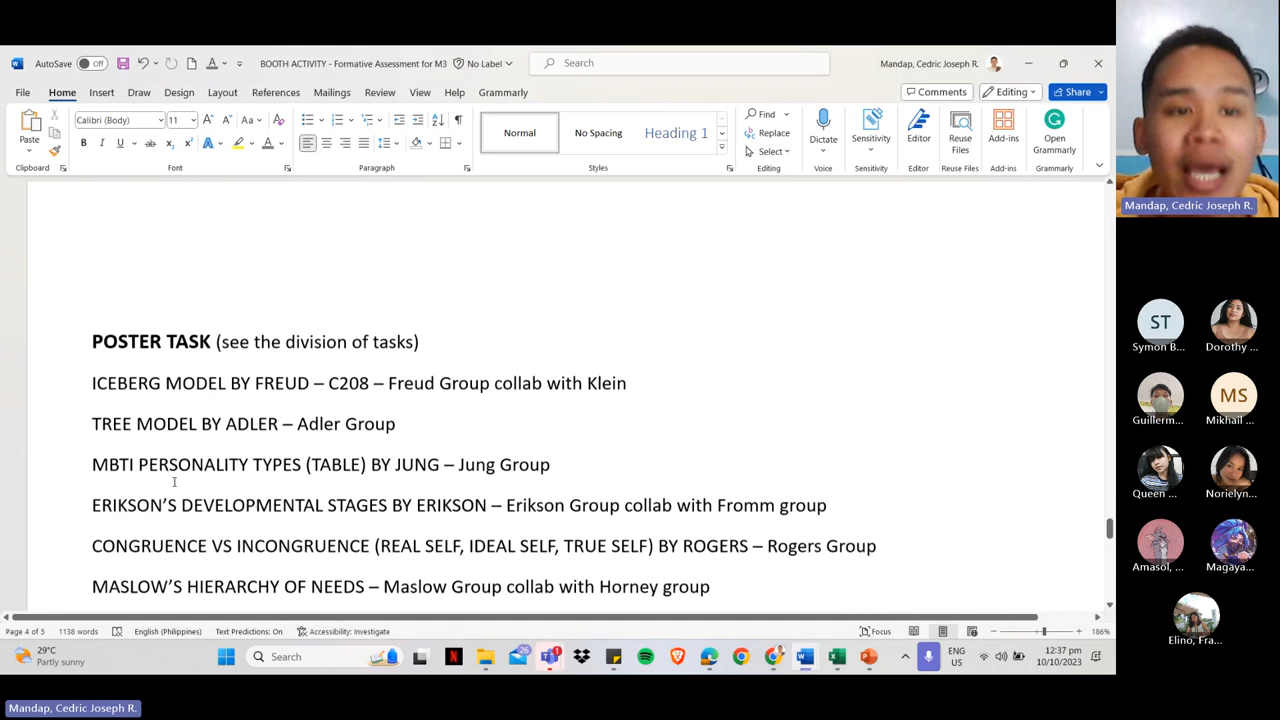 AutoSave Off BOOTH ACTIVITY - Formative Assessment for M3 No Label Search Mandap, Cedric Joseph R.
File Home Insert Draw Design Layout References Mailings Review View Help Grammarly Comments Editing Share
Calibri (Body) 11 Aa Normal No Spacing Heading 1
Paste Find Replace Select Dictate Sensitivity Editor Reuse Files Add-ins Open Grammarly
Clipboard Font Paragraph Styles Editing Voice Sensitivity Editor Reuse Files Add-ins Grammarly
POSTER TASK (see the division of tasks)
ICEBERG MODEL BY FREUD – C208 – Freud Group collab with Klein
TREE MODEL BY ADLER – Adler Group
MBTI PERSONALITY TYPES (TABLE) BY JUNG – Jung Group
ERIKSON’S DEVELOPMENTAL STAGES BY ERIKSON – Erikson Group collab with Fromm group
CONGRUENCE VS INCONGRUENCE (REAL SELF, IDEAL SELF, TRUE SELF) BY ROGERS – Rogers Group
MASLOW’S HIERARCHY OF NEEDS – Maslow Group collab with Horney group
Page 4 of 5 1138 words English (Philippines) Text Predictions: On Accessibility: Investigate Focus 186%
29°C
Partly sunny
Search
26
1
ENG
US
12:37 pm
10/10/2023
Mandap, Cedric Joseph R.
ST
Symon B... Dorothy ...
MS
Guillerm... Mikhail ...
Queen ... Norielyn...
Amasol, ... Magaya...
Elino, Fra...
Mandap, Cedric Joseph R.